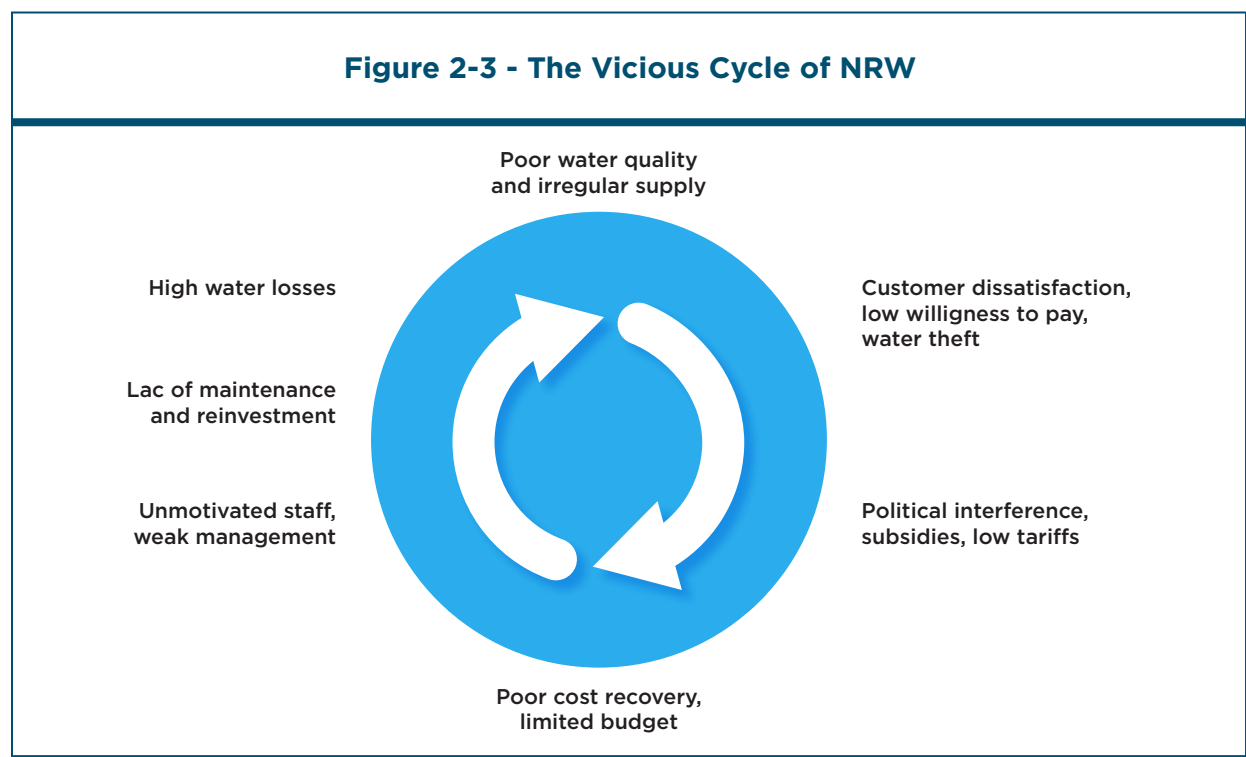 Figure 2-3 - The Vicious Cycle of NRW
Poor water quality
and irregular supply
Customer dissatisfaction,
low willigness to pay,
water theft
Political interference,
subsidies, low tariffs
Poor cost recovery,
limited budget
Unmotivated staff,
weak management
Lac of maintenance
and reinvestment
High water losses